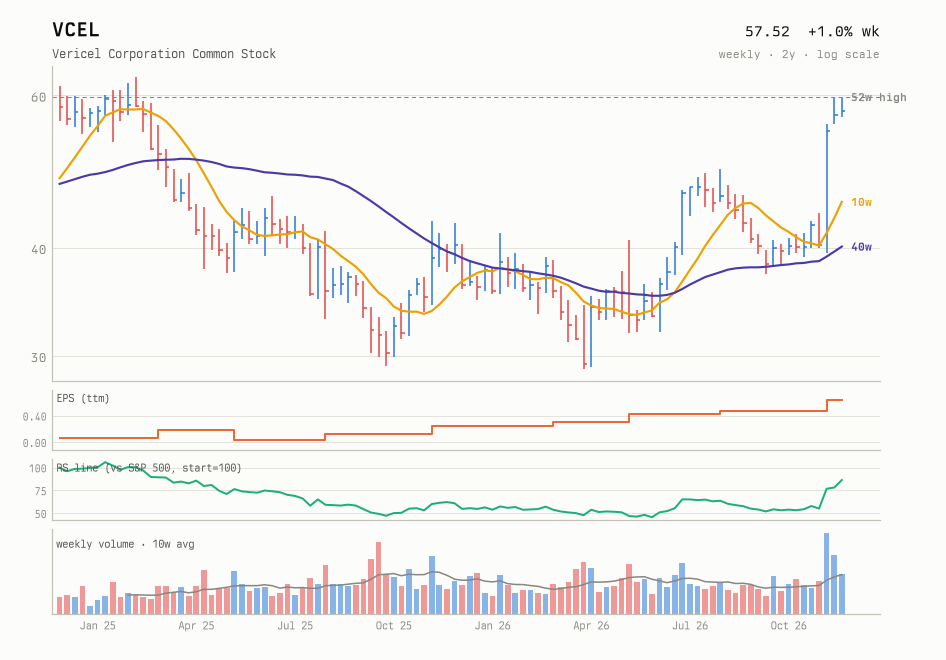 VCEL
57.52 +1.0% wk
Vericel Corporation Common Stock
weekly · 2y · log scale
60
52w high
10w
40
40w
30
EPS (ttm)
0.40
0.00
RS line (vs S&P 500, start=100)
100
75
50
weekly volume · 10w avg
Jan 25 Apr 25 Jul 25 Oct 25 Jan 26 Apr 26 Jul 26 Oct 26